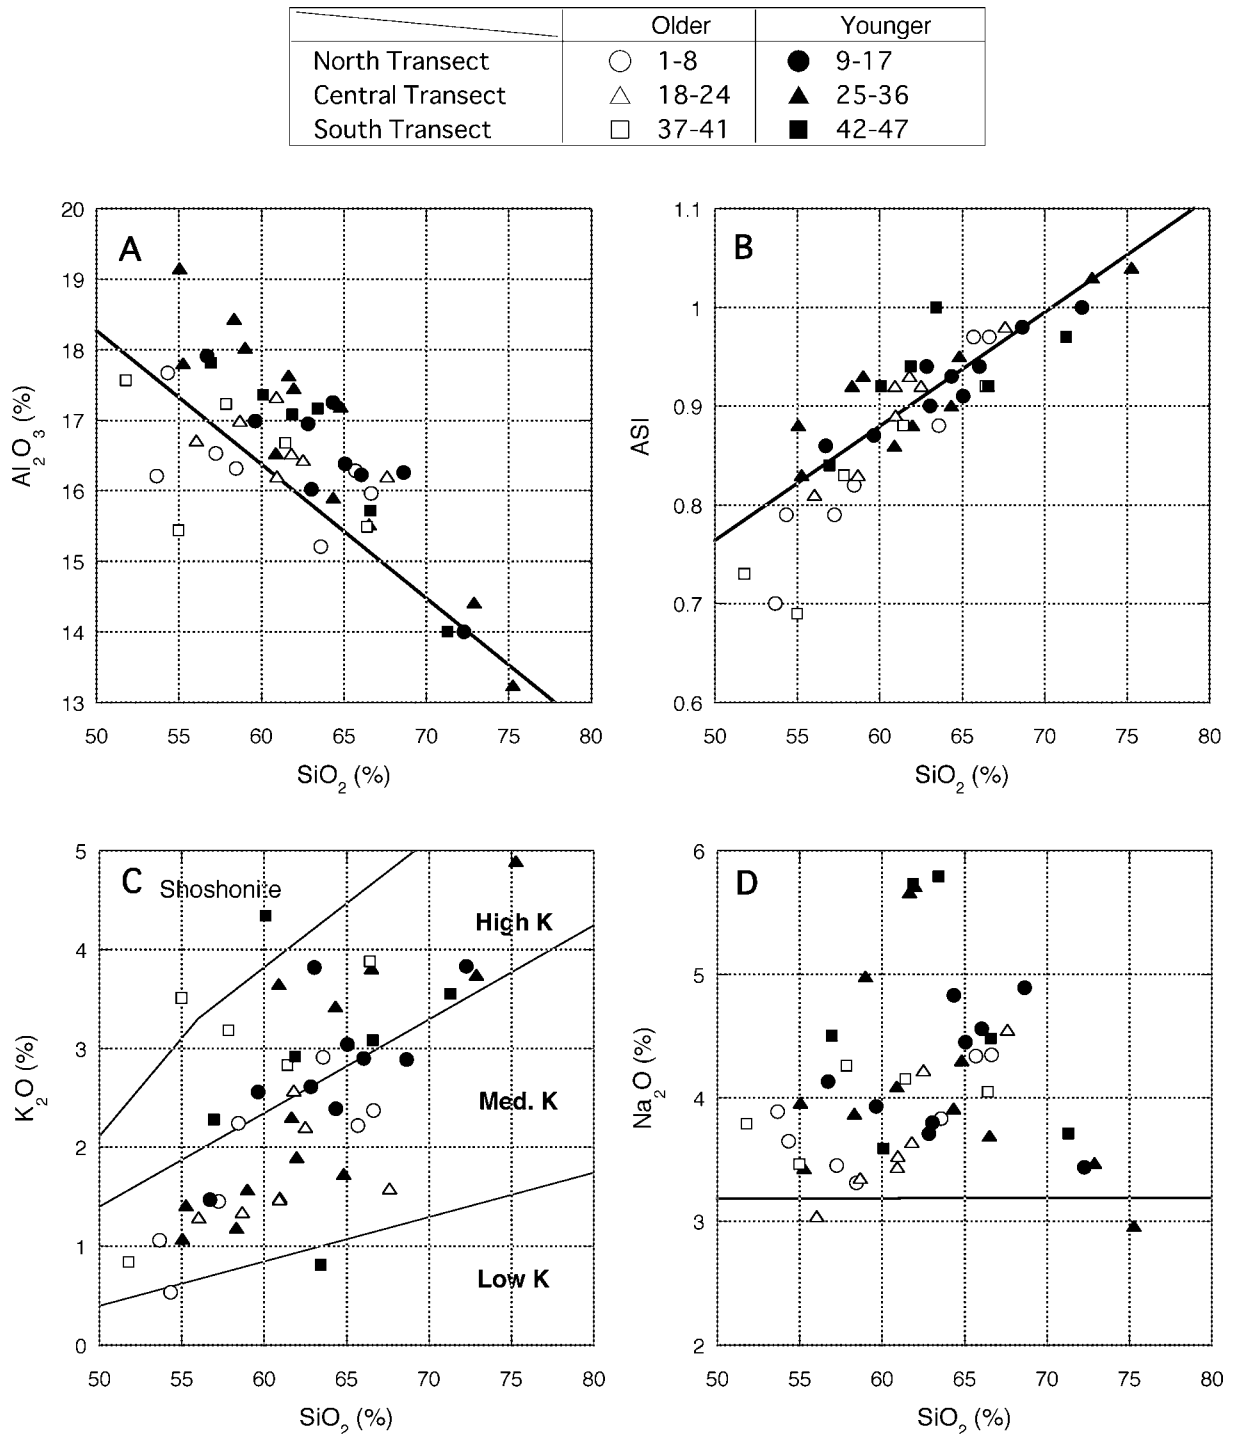 Older Younger
North Transect 1-8 9-17
Central Transect 18-24 25-36
South Transect 37-41 42-47
A
20
19
18
17
16
15
14
13
Al2O3 (%)
50 55 60 65 70 75 80
SiO2 (%)
B
1.1
1
0.9
0.8
0.7
0.6
ASI
50 55 60 65 70 75 80
SiO2 (%)
C
Shoshonite
High K
Med. K
Low K
5
4
3
2
1
0
K2O (%)
50 55 60 65 70 75 80
SiO2 (%)
D
6
5
4
3
2
Na2O (%)
50 55 60 65 70 75 80
SiO2 (%)